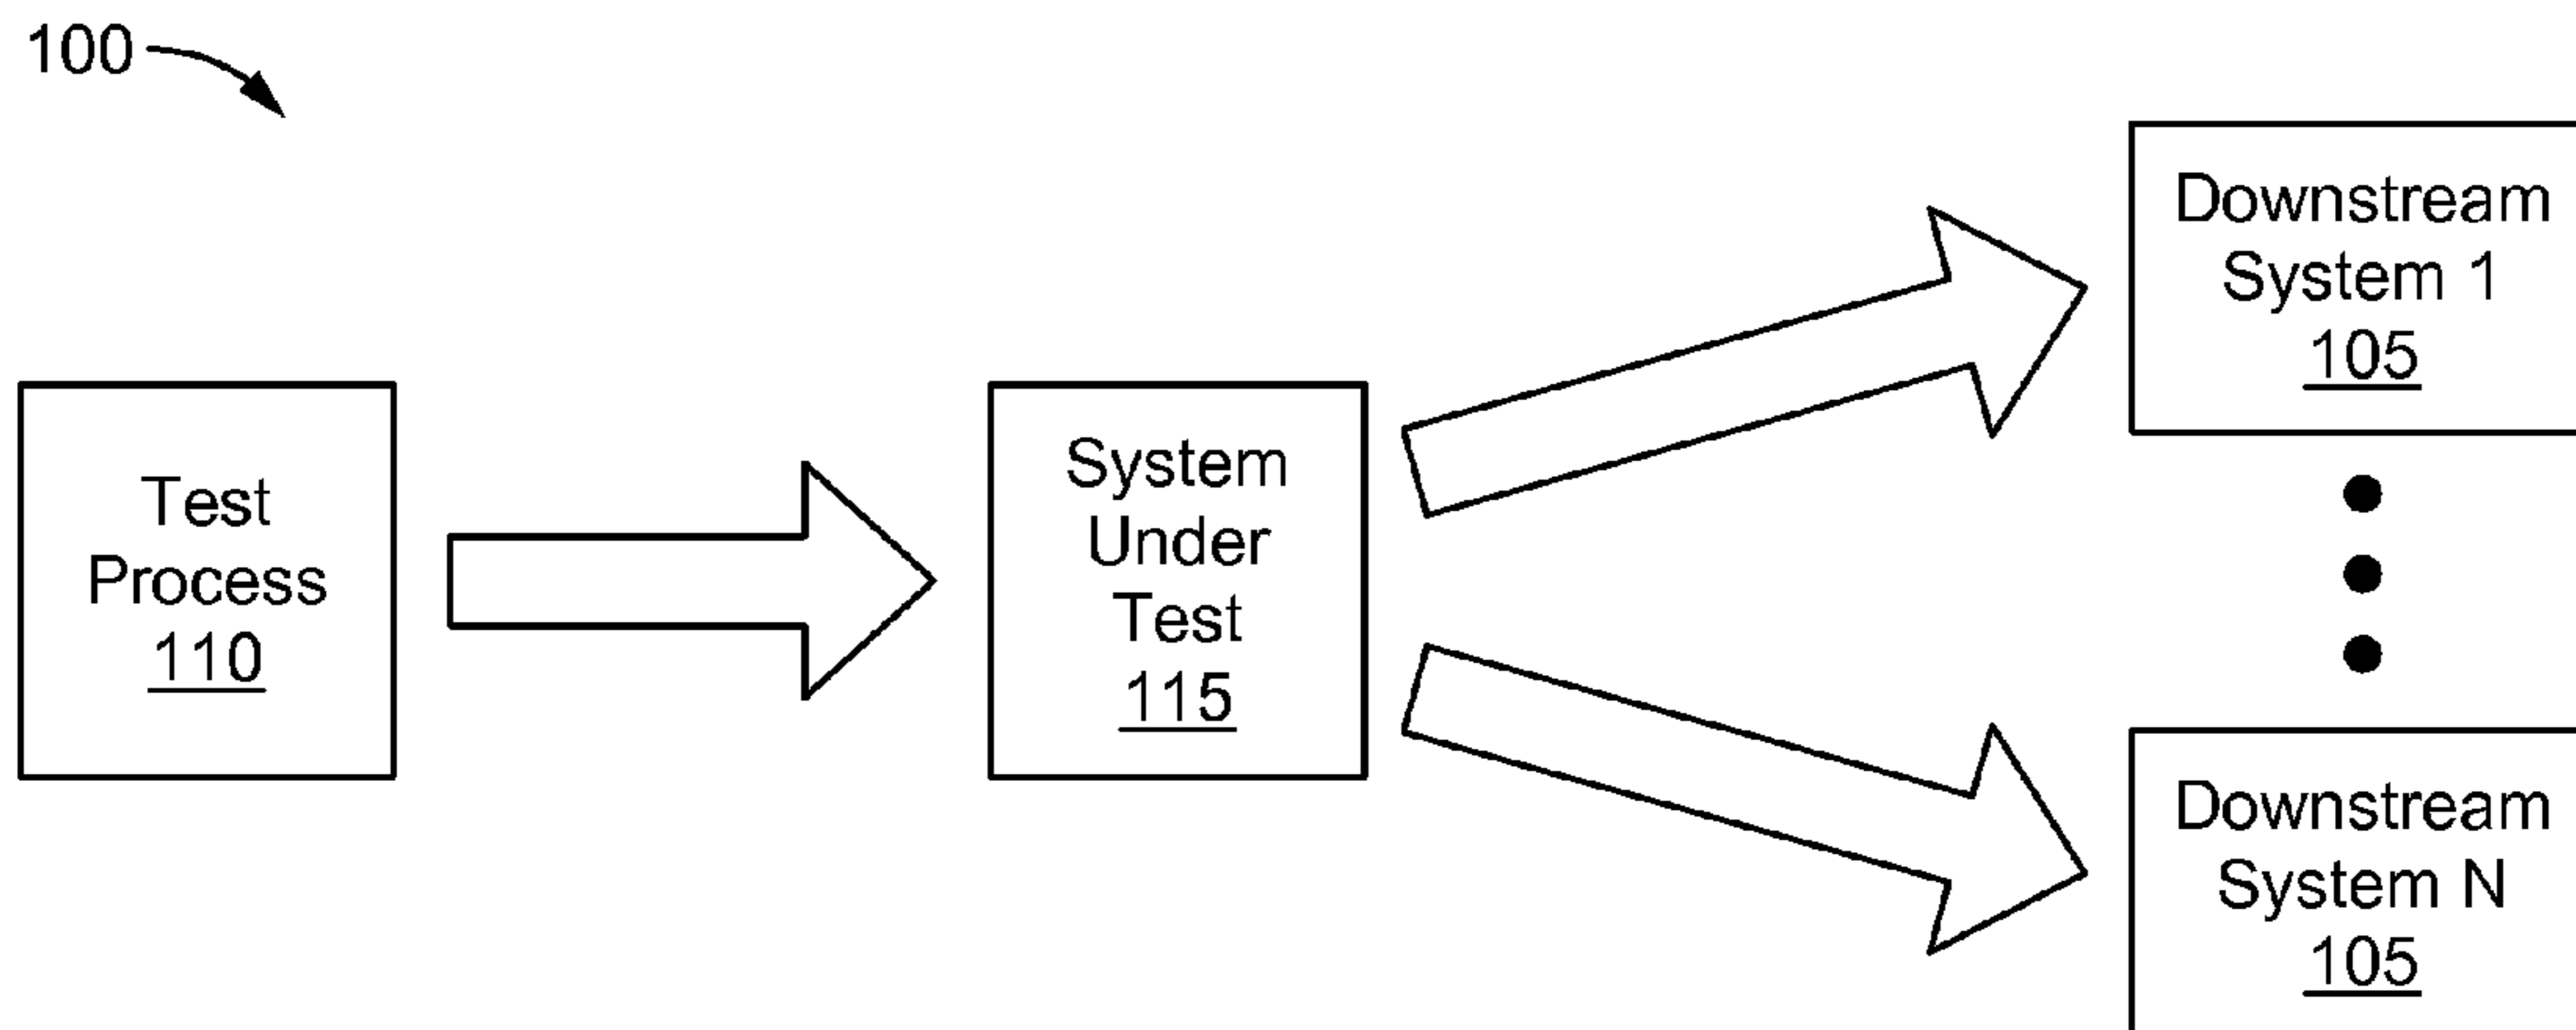 100
Test
Process
110
System
Under
Test
115
Downstream
System 1
105
Downstream
System N
105